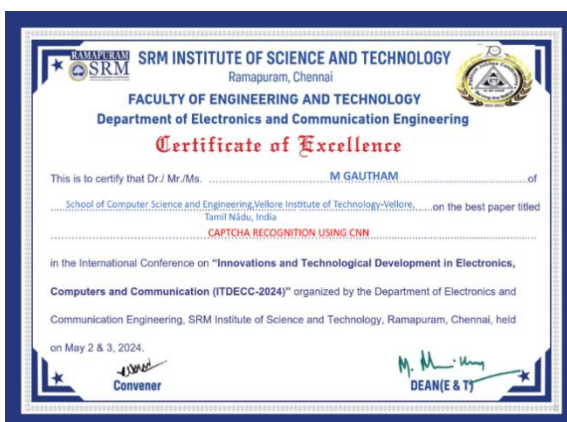 RAMAPURAM
SRM
SRM INSTITUTE OF SCIENCE AND TECHNOLOGY
Ramapuram, Chennai
FACULTY OF ENGINEERING AND TECHNOLOGY
Department of Electronics and Communication Engineering
Certificate of Excellence
This is to certify that Dr./ Mr./Ms. M GAUTHAM of
School of Computer Science and Engineering,Vellore Institute of Technology-Vellore, on the best paper titled
Tamil Nādu, India
CAPTCHA RECOGNITION USING CNN
in the International Conference on “Innovations and Technological Development in Electronics,
Computers and Communication (ITDECC-2024)” organized by the Department of Electronics and
Communication Engineering, SRM Institute of Science and Technology, Ramapuram, Chennai, held
on May 2 & 3, 2024.
Convener DEAN(E & T)